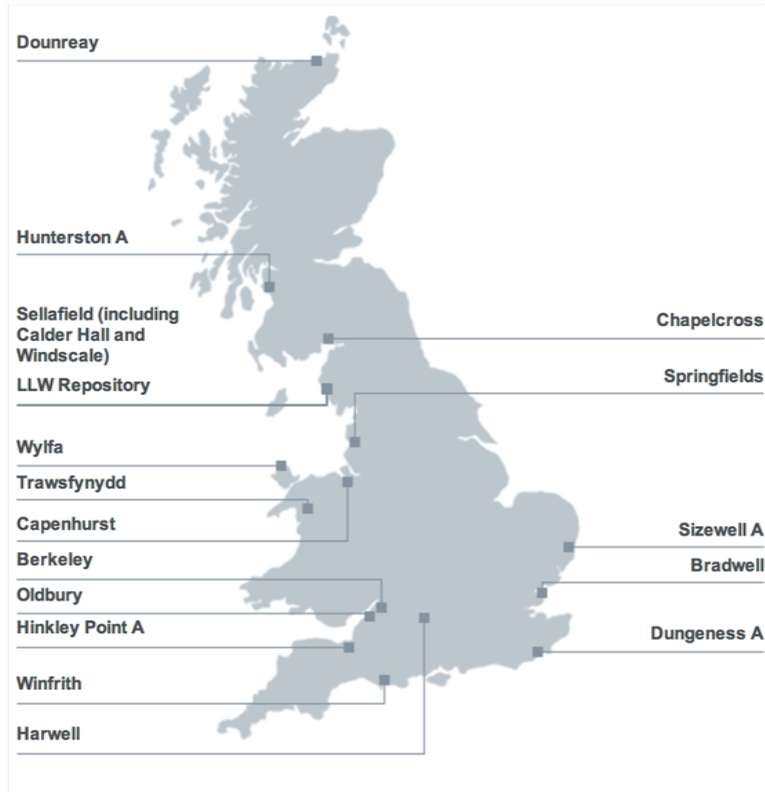 Dounreay
Hunterston A
Sellafield (including
Calder Hall and
Windscale)
LLW Repository
Wylfa
Trawsfynydd
Capenhurst
Berkeley
Oldbury
Hinkley Point A
Winfrith
Harwell
Chapelcross
Springfields
Sizewell A
Bradwell
Dungeness A